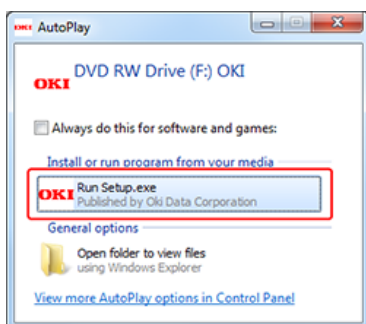 OKI AutoPlay
DVD RW Drive (F:) OKI
OKI
Always do this for software and games:
Install or run program from your media
OKI Run Setup.exe
Published by Oki Data Corporation
General options
Open folder to view files
using Windows Explorer
View more AutoPlay options in Control Panel